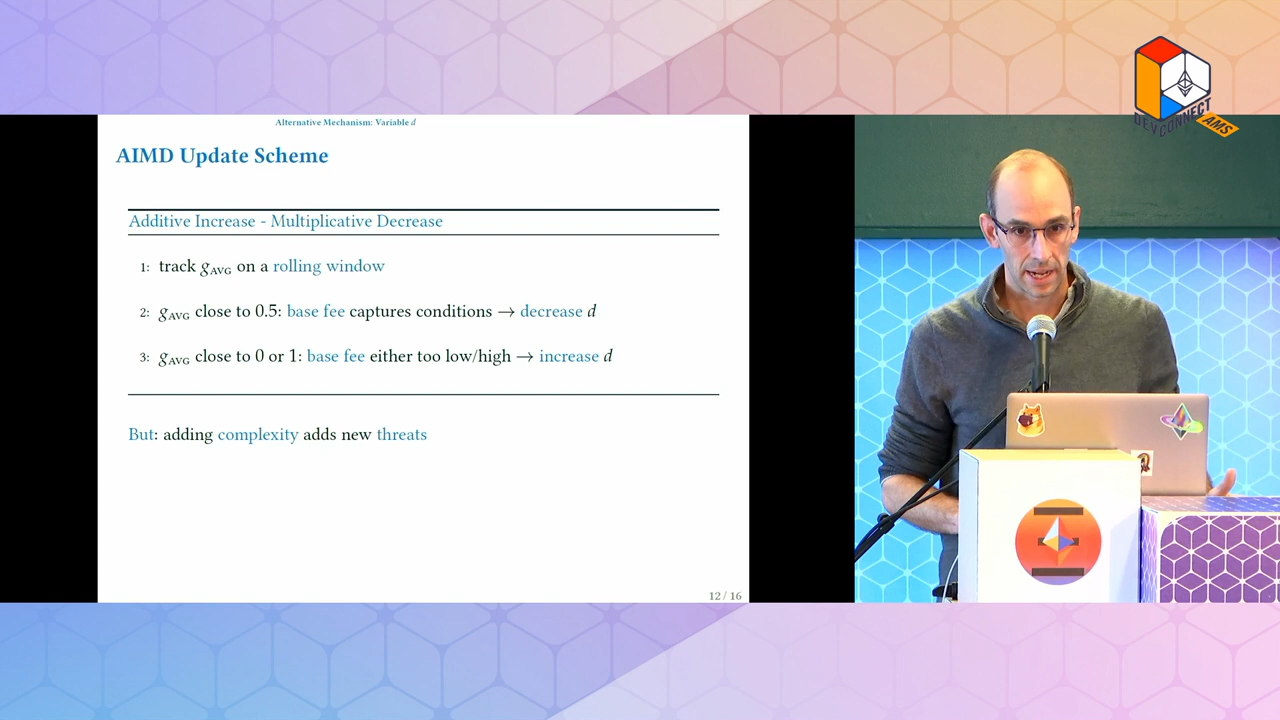 Alternative Mechanism: Variable d
AIMD Update Scheme
Additive Increase - Multiplicative Decrease
1: track gAVG on a rolling window
2: gAVG close to 0.5: base fee captures conditions → decrease d
3: gAVG close to 0 or 1: base fee either too low/high → increase d
But: adding complexity adds new threats
12 / 16
DEVCONNECT
AMS